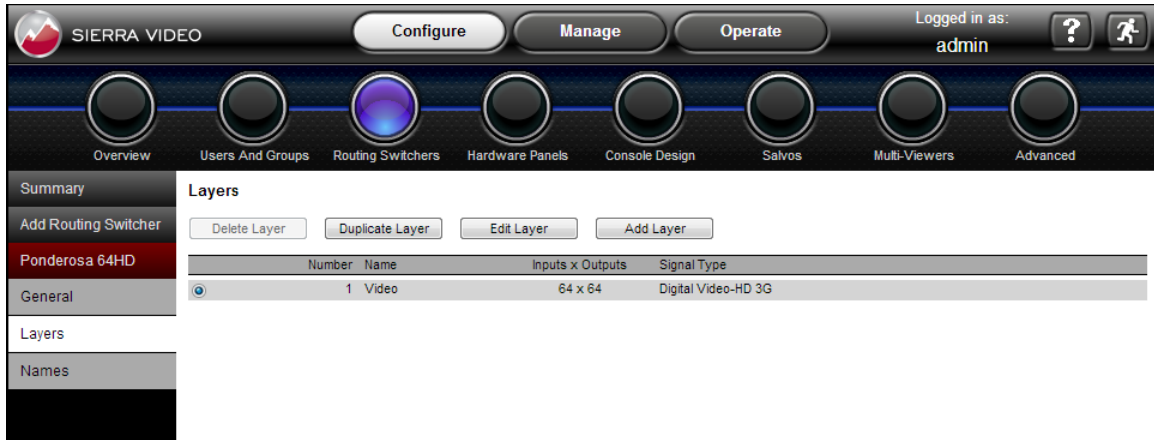 SIERRA VIDEO
Configure
Manage
Operate
Logged in as:
admin
?
Overview
Users And Groups
Routing Switchers
Hardware Panels
Console Design
Salvos
Multi-Viewers
Advanced
Summary
Add Routing Switcher
Ponderosa 64HD
General
Layers
Names
Layers
Delete Layer
Duplicate Layer
Edit Layer
Add Layer
Number Name Inputs x Outputs Signal Type
1 Video 64 x 64 Digital Video-HD 3G